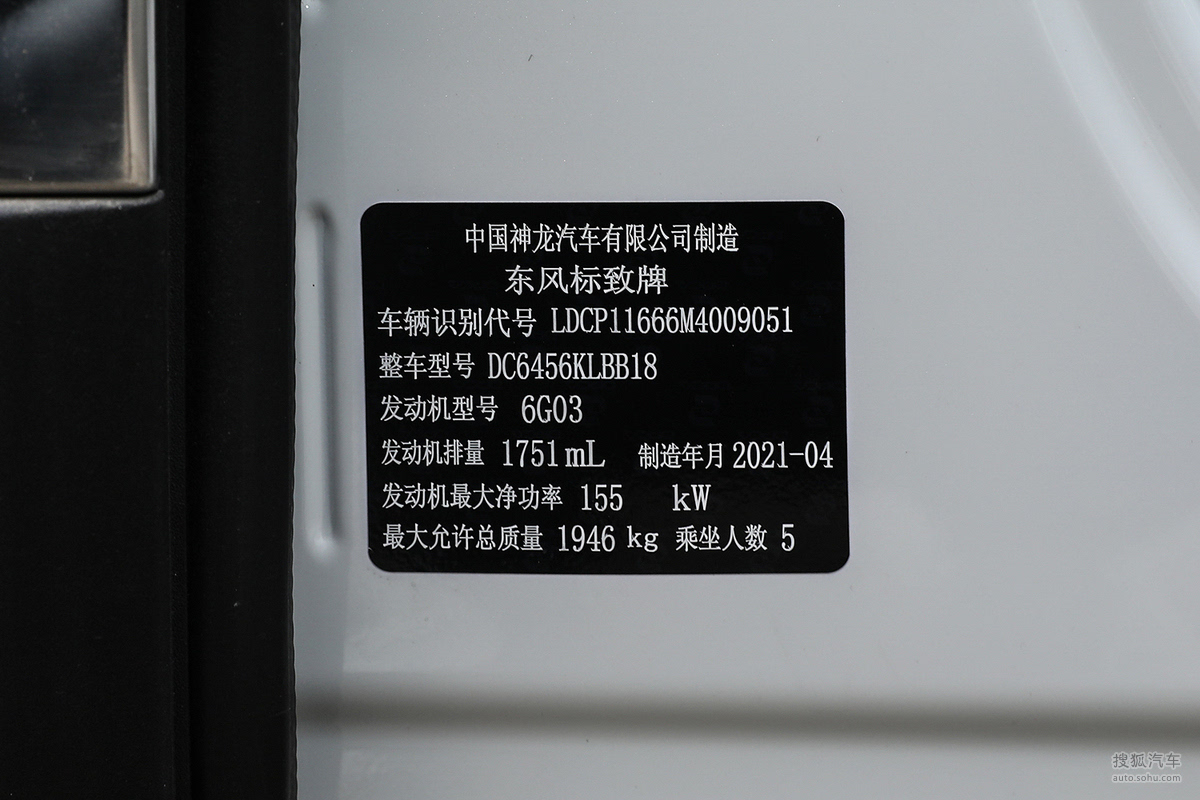 中国神龙汽车有限公司制造
东风标致牌
车辆识别代号 LDCP11666M4009051
整车型号 DC6456KLBB18
发动机型号 6G03
发动机排量 1751mL 制造年月 2021-04
发动机最大净功率 155 kW
最大允许总质量 1946 kg 乘坐人数 5
搜狐汽车
auto.sohu.com